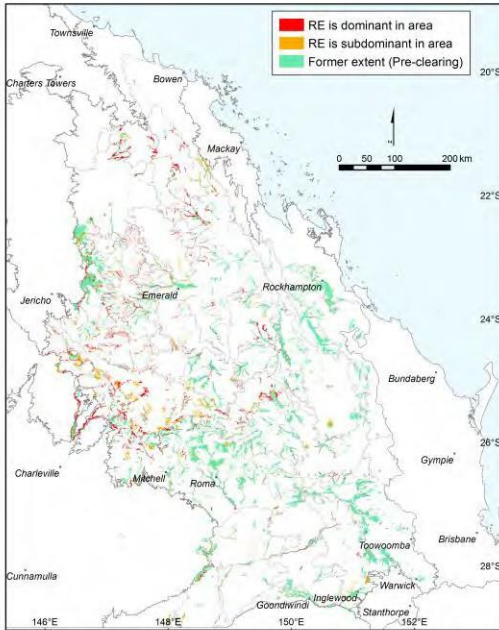 RE is dominant in area
RE is subdominant in area
Former extent (Pre-clearing)
Townsville
Charters Towers
Bowen
20°S
Mackay
0 50 100 200 km
22°S
Jericho
Emerald
Rockhampton
24°S
Bundaberg
26°S
Charleville
Mitchell
Roma
Gympie
Brisbane
Toowoomba
Cunnamulla
Warwick
28°S
Goondiwindi
Inglewood
Stanthorpe
146°E
148°E
150°E
152°E